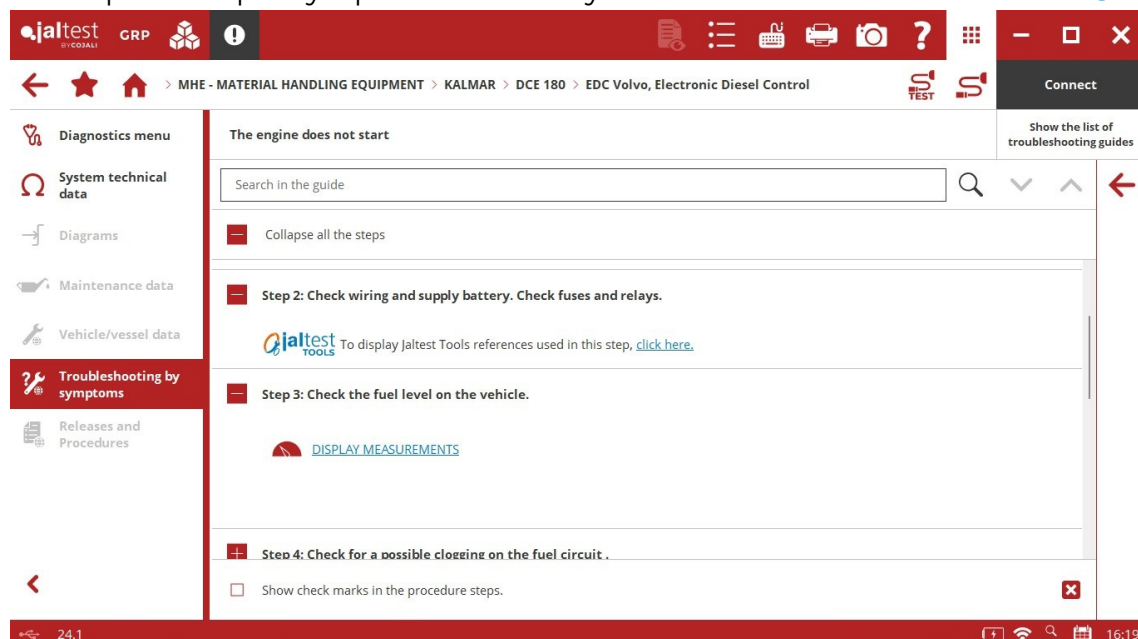 jaltest
BY COJALI
GRP
MHE - MATERIAL HANDLING EQUIPMENT > KALMAR > DCE 180 > EDC Volvo, Electronic Diesel Control
TEST
Connect
Diagnostics menu
The engine does not start
Show the list of
troubleshooting guides
System technical
data
Search in the guide
Diagrams
Collapse all the steps
Maintenance data
Step 2: Check wiring and supply battery. Check fuses and relays.
Vehicle/vessel data
jaltest
TOOLS
To display Jaltest Tools references used in this step, click here.
Troubleshooting by
symptoms
Step 3: Check the fuel level on the vehicle.
Releases and
Procedures
DISPLAY MEASUREMENTS
Step 4: Check for a possible clogging on the fuel circuit .
Show check marks in the procedure steps.
24.1
16:19